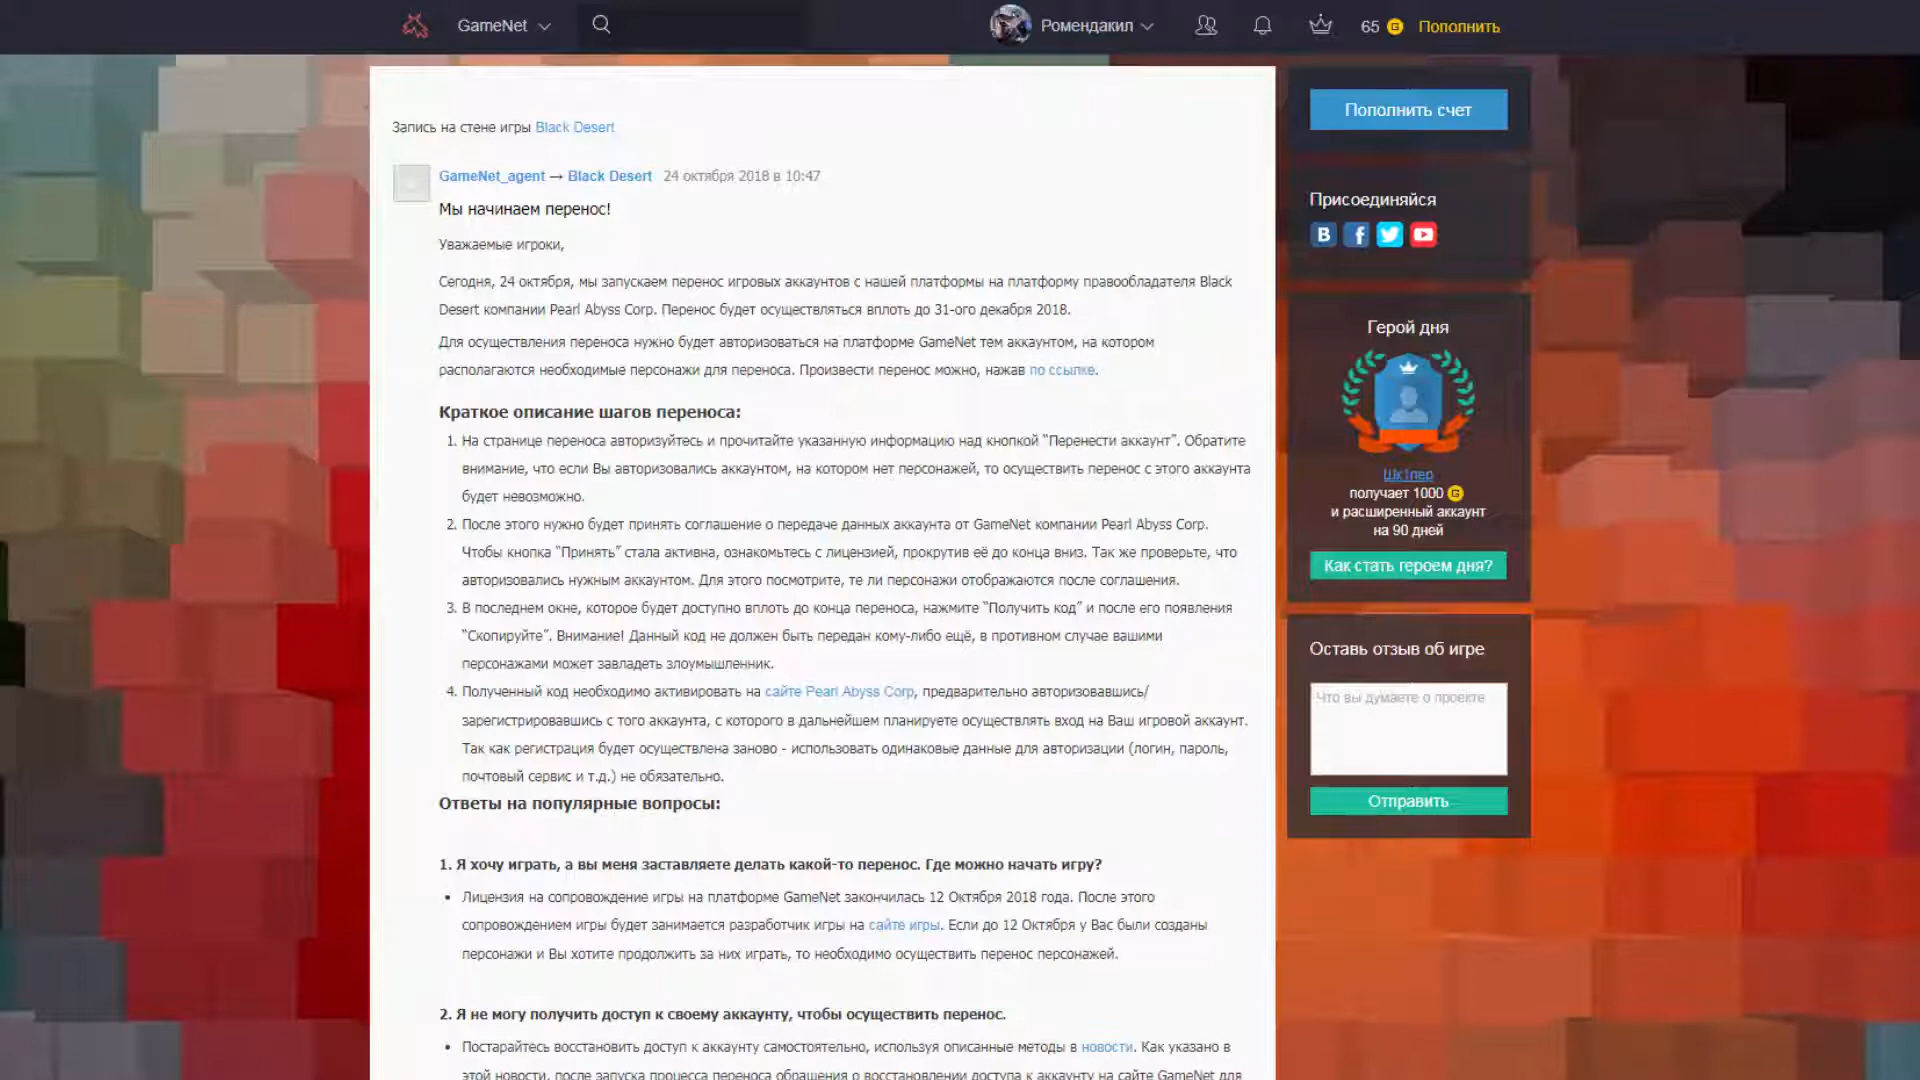 GameNet
Ромендакил
65
Пополнить
Запись на стене игры Black Desert
GameNet_agent → Black Desert 24 октября 2018 в 10:47
Мы начинаем перенос!
Уважаемые игроки,
Сегодня, 24 октября, мы запускаем перенос игровых аккаунтов с нашей платформы на платформу правообладателя Black
Desert компании Pearl Abyss Corp. Перенос будет осуществляться вплоть до 31-ого декабря 2018.
Для осуществления переноса нужно будет авторизоваться на платформе GameNet тем аккаунтом, на котором
располагаются необходимые персонажи для переноса. Произвести перенос можно, нажав по ссылке.
Краткое описание шагов переноса:
1. На странице переноса авторизуйтесь и прочитайте указанную информацию над кнопкой “Перенести аккаунт”. Обратите
внимание, что если Вы авторизовались аккаунтом, на котором нет персонажей, то осуществить перенос с этого аккаунта
будет невозможно.
2. После этого нужно будет принять соглашение о передаче данных аккаунта от GameNet компании Pearl Abyss Corp.
Чтобы кнопка “Принять” стала активна, ознакомьтесь с лицензией, прокрутив её до конца вниз. Так же проверьте, что
авторизовались нужным аккаунтом. Для этого посмотрите, те ли персонажи отображаются после соглашения.
3. В последнем окне, которое будет доступно вплоть до конца переноса, нажмите “Получить код” и после его появления
“Скопируйте”. Внимание! Данный код не должен быть передан кому-либо ещё, в противном случае вашими
персонажами может завладеть злоумышленник.
4. Полученный код необходимо активировать на сайте Pearl Abyss Corp, предварительно авторизовавшись/
зарегистрировавшись с того аккаунта, с которого в дальнейшем планируете осуществлять вход на Ваш игровой аккаунт.
Так как регистрация будет осуществлена заново - использовать одинаковые данные для авторизации (логин, пароль,
почтовый сервис и т.д.) не обязательно.
Ответы на популярные вопросы:
1. Я хочу играть, а вы меня заставляете делать какой-то перенос. Где можно начать игру?
• Лицензия на сопровождение игры на платформе GameNet закончилась 12 Октября 2018 года. После этого
сопровождением игры будет занимается разработчик игры на сайте игры. Если до 12 Октября у Вас были созданы
персонажи и Вы хотите продолжить за них играть, то необходимо осуществить перенос персонажей.
2. Я не могу получить доступ к своему аккаунту, чтобы осуществить перенос.
• Постарайтесь восстановить доступ к аккаунту самостоятельно, используя описанные методы в новости. Как указано в
этой новости, после запуска процесса переноса обращения о восстановлении доступа к аккаунту на сайте GameNet для
Пополнить счет
Присоединяйся
Герой дня
Шк1пер
получает 1000 G
и расширенный аккаунт
на 90 дней
Как стать героем дня?
Оставь отзыв об игре
Что вы думаете о проекте
Отправить